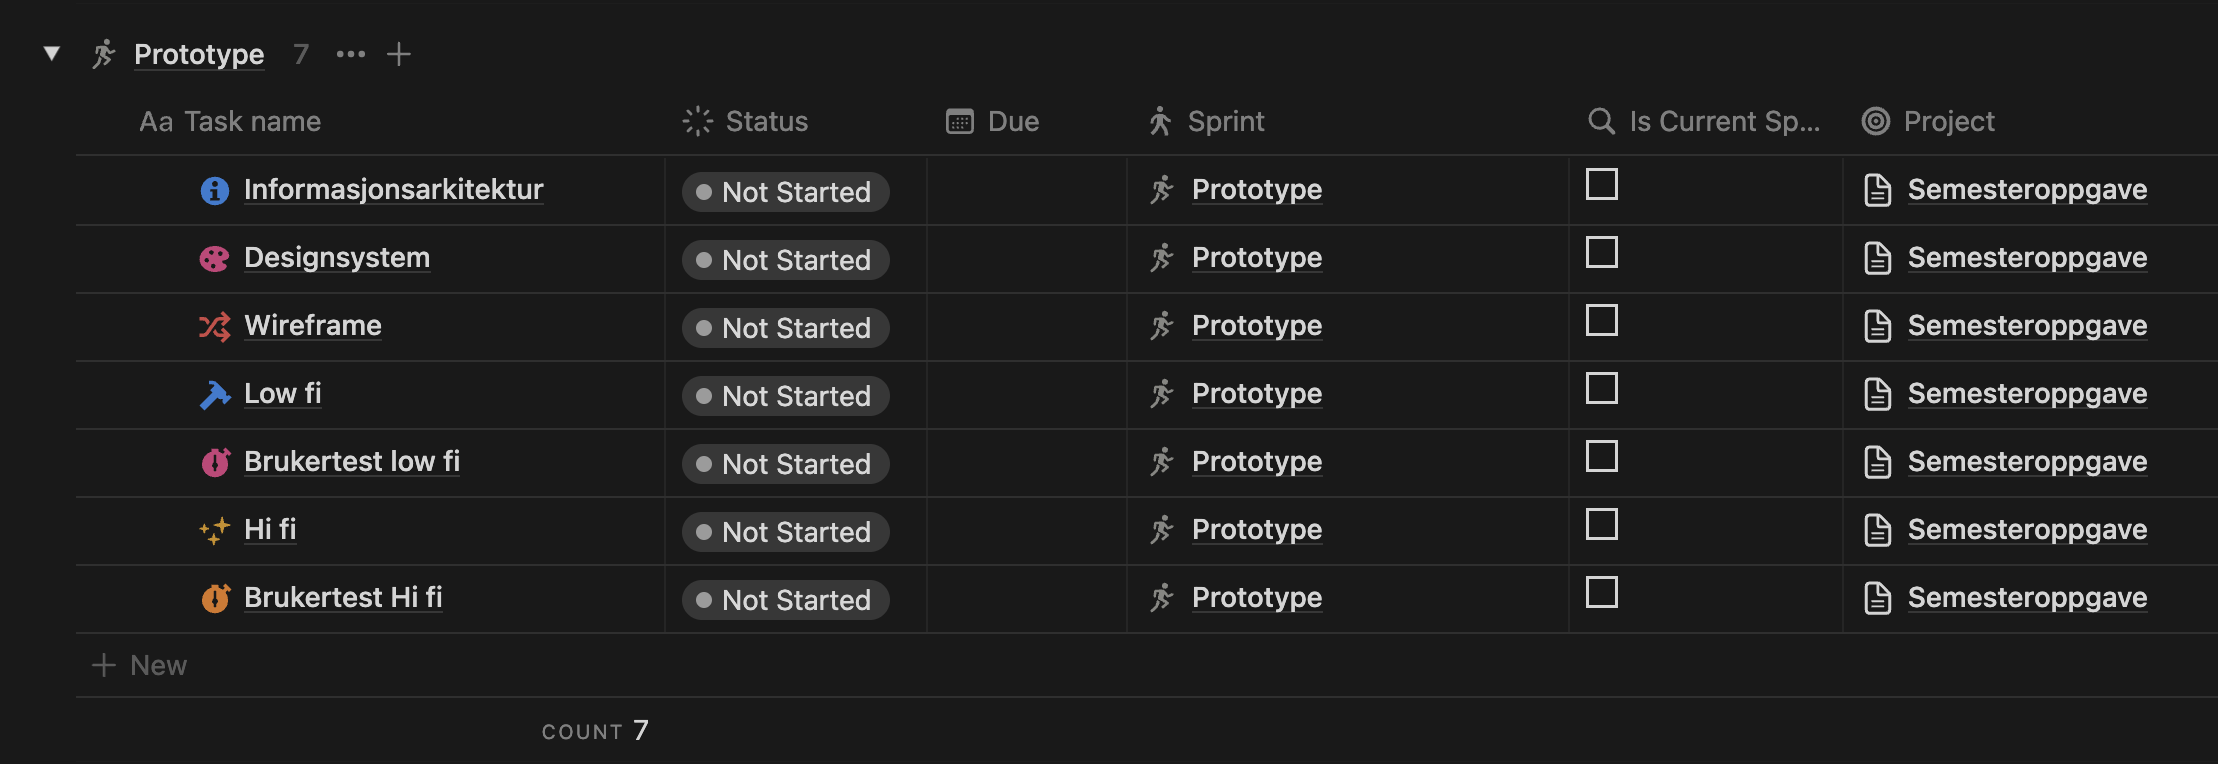 Prototype 7
Aa Task name Status Due Sprint Is Current Sp... Project
Informasjonsarkitektur Not Started Prototype Semesteroppgave
Designsystem Not Started Prototype Semesteroppgave
Wireframe Not Started Prototype Semesteroppgave
Low fi Not Started Prototype Semesteroppgave
Brukertest low fi Not Started Prototype Semesteroppgave
Hi fi Not Started Prototype Semesteroppgave
Brukertest Hi fi Not Started Prototype Semesteroppgave
New
COUNT 7